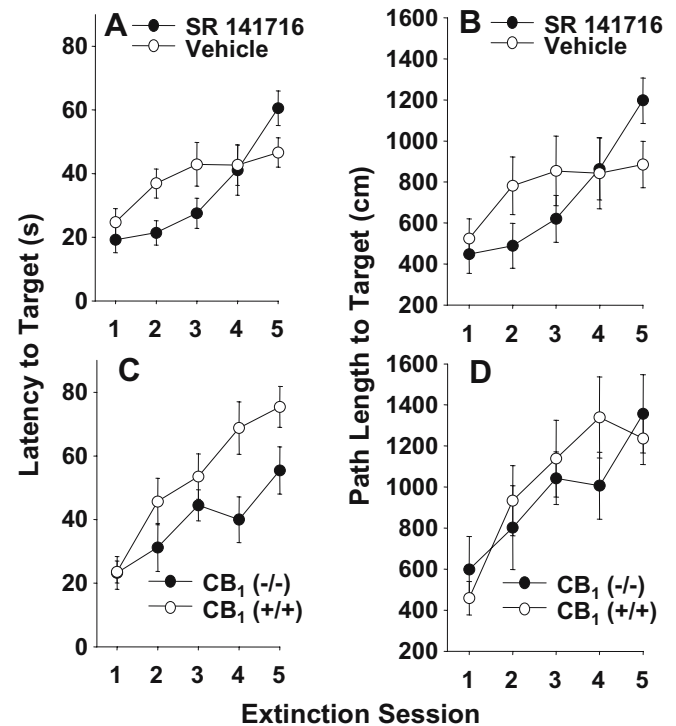 A
SR 141716
Vehicle
80
60
40
20
0
1 2 3 4 5
B
SR 141716
Vehicle
1600
1400
1200
1000
800
600
400
200
1 2 3 4 5
C
80
60
40
20
0
CB1 (-/-)
CB1 (+/+)
1 2 3 4 5
D
1600
1400
1200
1000
800
600
400
200
CB1 (-/-)
CB1 (+/+)
1 2 3 4 5
Latency to Target (s)
Path Length to Target (cm)
Extinction Session